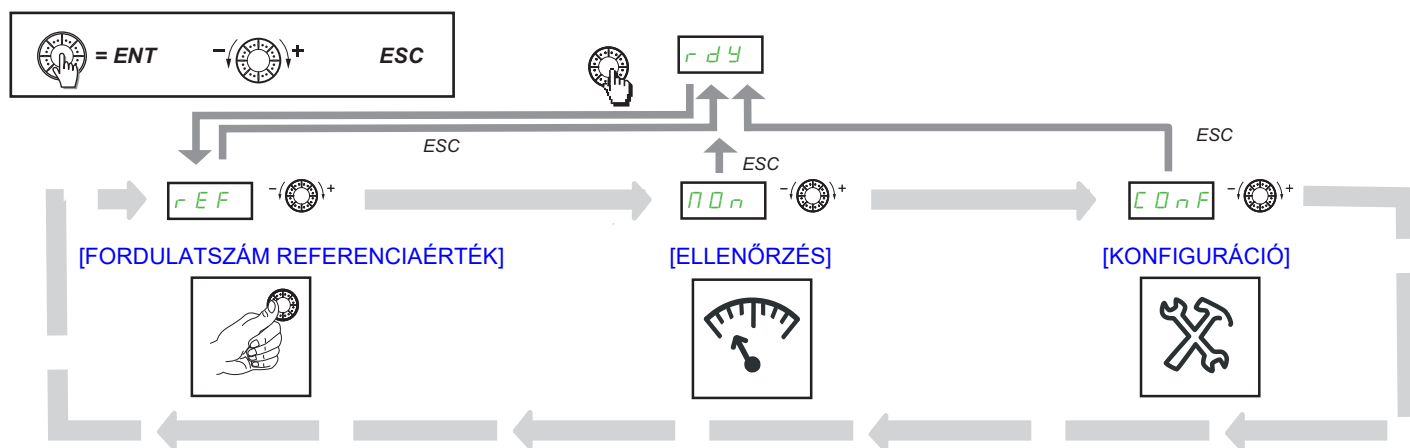 = ENT - + ESC
rdY
ESC
ESC
ESC
rEF - +
MOn - +
COnF - +
[FORDULATSZÁM REFERENCIAÉRTÉK]
[ELLENŐRZÉS]
[KONFIGURÁCIÓ]